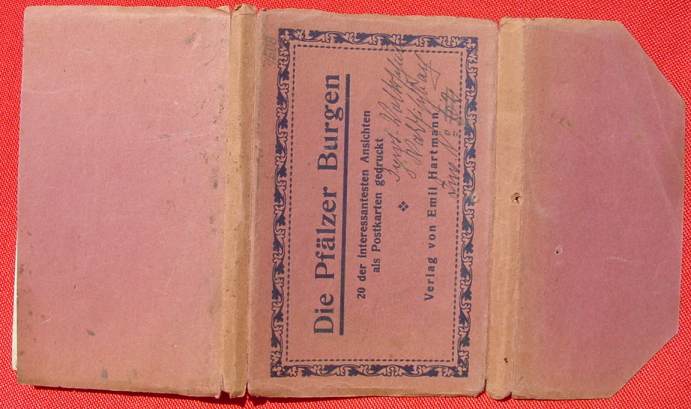 Die Pfälzer Burgen
20 der interessantesten Ansichten
als Postkarten gedruckt
Verlag von Emil Hartmann